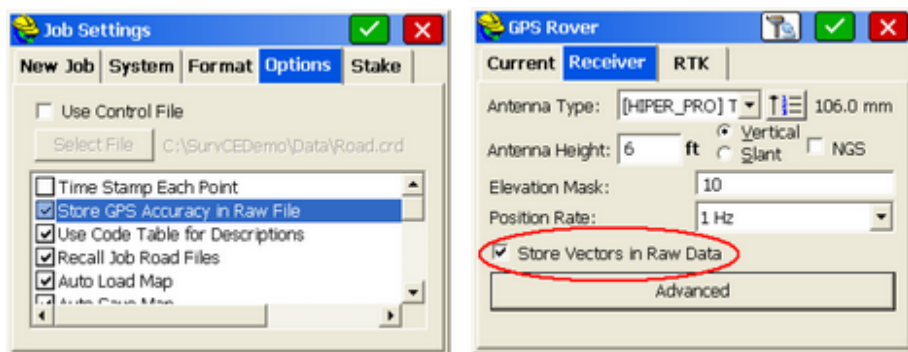 Job Settings
New Job System Format Options Stake
Use Control File
Select File C:\SurvCEDemo\Data\Road.crd
Time Stamp Each Point
Store GPS Accuracy in Raw File
Use Code Table for Descriptions
Recall Job Road Files
Auto Load Map
Auto Save Map
GPS Rover
Current Receiver RTK
Antenna Type: [HIPER_PRO] T 106.0 mm
Antenna Height: 6 ft Vertical
Slant NGS
Elevation Mask: 10
Position Rate: 1 Hz
Store Vectors in Raw Data
Advanced